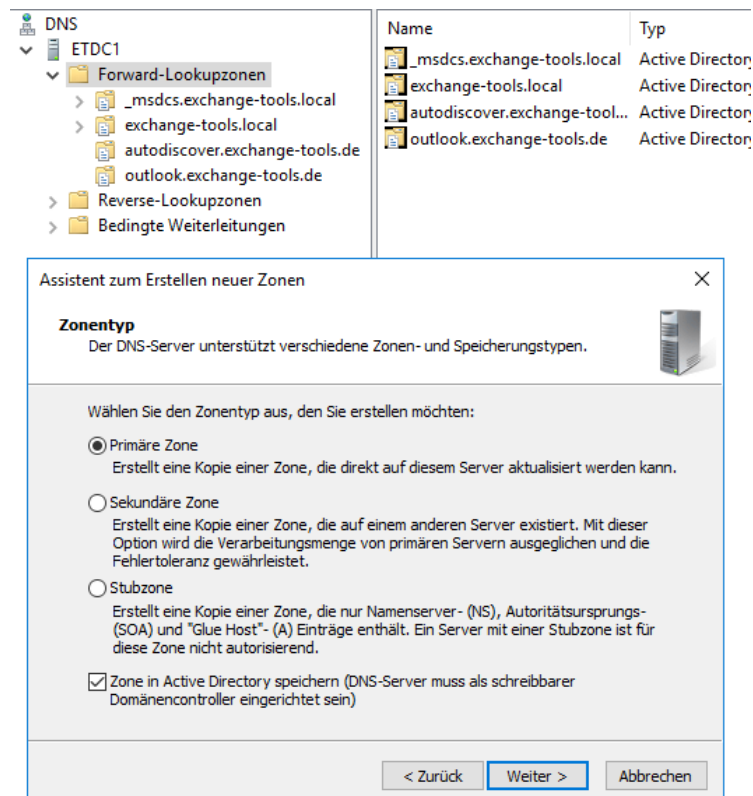 DNS
ETDC1
Forward-Lookupzonen
_msdcs.exchange-tools.local
exchange-tools.local
autodiscover.exchange-tools.de
outlook.exchange-tools.de
Reverse-Lookupzonen
Bedingte Weiterleitungen
Name Typ
_msdcs.exchange-tools.local Active Directory
exchange-tools.local Active Directory
autodiscover.exchange-tool... Active Directory
outlook.exchange-tools.de Active Directory
Assistent zum Erstellen neuer Zonen
Zonentyp
Der DNS-Server unterstützt verschiedene Zonen- und Speicherungstypen.
Wählen Sie den Zonentyp aus, den Sie erstellen möchten:
Primäre Zone
Erstellt eine Kopie einer Zone, die direkt auf diesem Server aktualisiert werden kann.
Sekundäre Zone
Erstellt eine Kopie einer Zone, die auf einem anderen Server existiert. Mit dieser
Option wird die Verarbeitungsmenge von primären Servern ausgeglichen und die
Fehlertoleranz gewährleistet.
Stubzone
Erstellt eine Kopie einer Zone, die nur Namenserver- (NS), Autoritätsursprungs-
(SOA) und "Glue Host"- (A) Einträge enthält. Ein Server mit einer Stubzone ist für
diese Zone nicht autorisierend.
Zone in Active Directory speichern (DNS-Server muss als schreibbarer
Domänencontroller eingerichtet sein)
< Zurück Weiter > Abbrechen